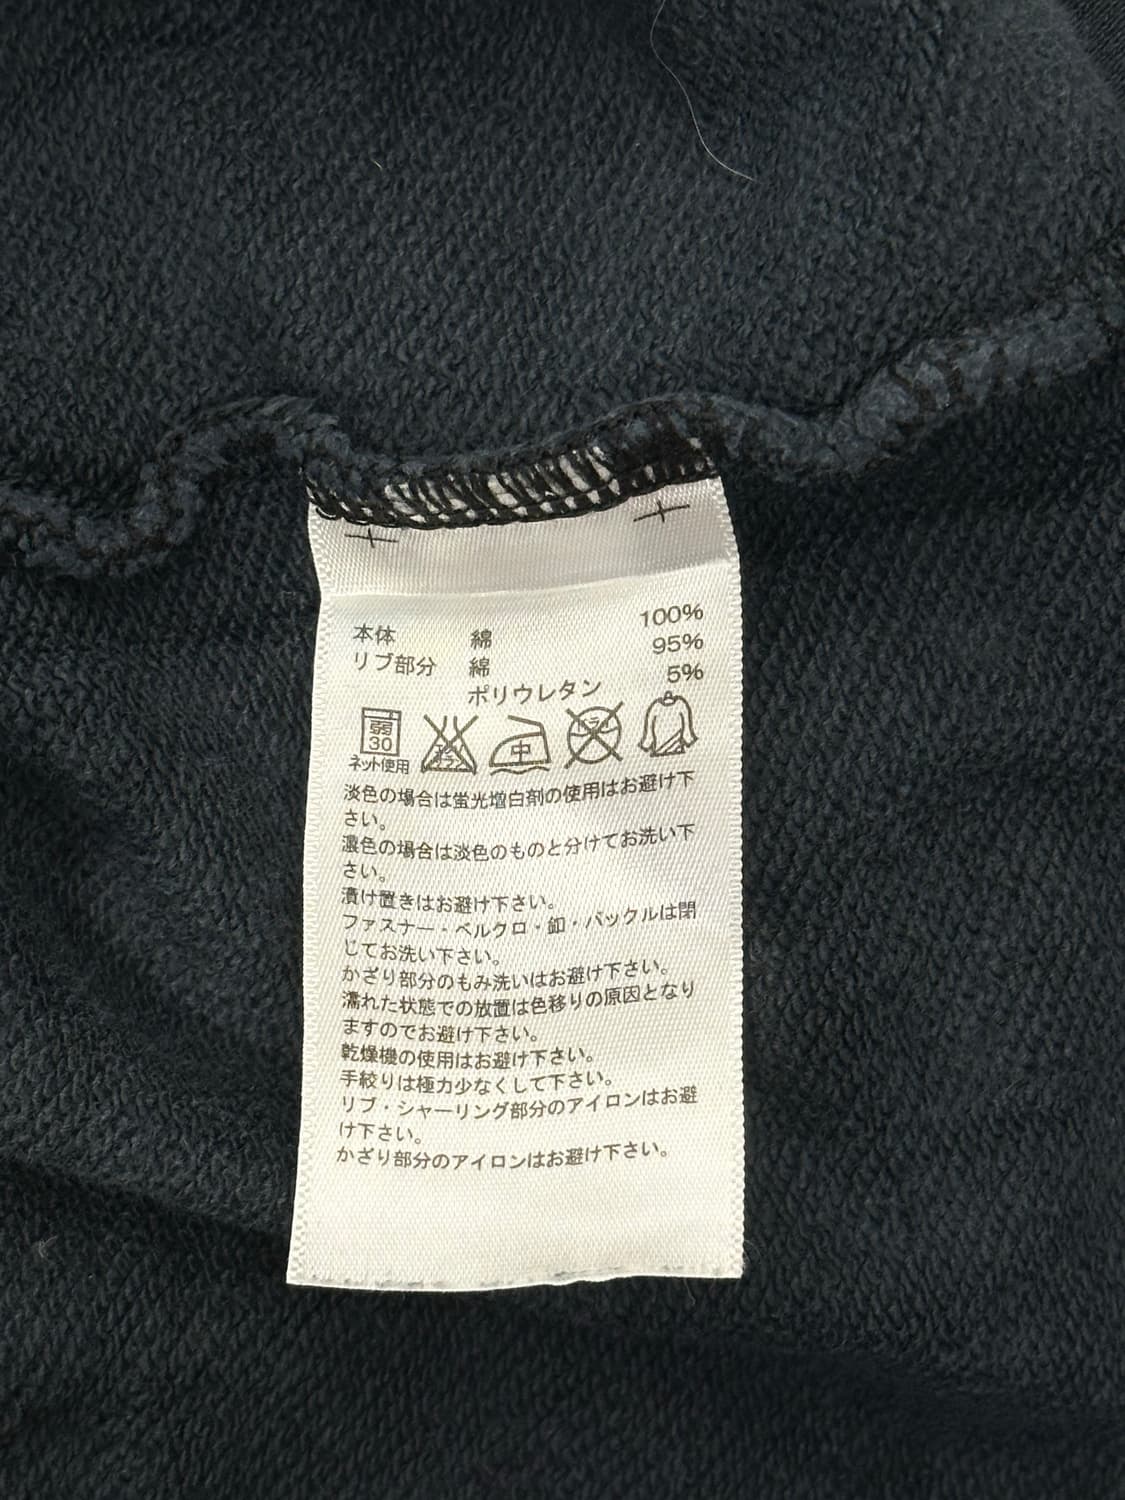 本体 綿 100%
リブ部分 綿 95%
ポリウレタン 5%
弱
30
ネット使用
エンソ
サラシ
中
ドライ
淡色の場合は蛍光増白剤の使用はお避け下
さい。
濃色の場合は淡色のものと分けてお洗い下
さい。
漬け置きはお避け下さい。
ファスナー・ベルクロ・釦・バックルは閉
じてお洗い下さい。
かざり部分のもみ洗いはお避け下さい。
濡れた状態での放置は色移りの原因となり
ますのでお避け下さい。
乾燥機の使用はお避け下さい。
手絞りは極力少なくして下さい。
リブ・シャーリング部分のアイロンはお避
け下さい。
かざり部分のアイロンはお避け下さい。